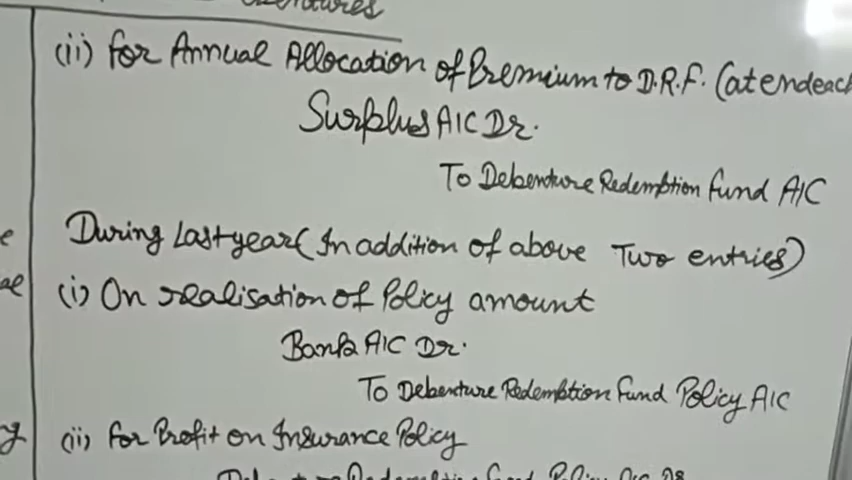 (ii) For Annual Allocation of Premium to D.R.F. (at end each
Surplus A/C Dr.
To Debenture Redemption Fund A/C
During Last year (In addition of above Two entries)
(i) On realisation of Policy amount
Bank A/C Dr.
To Debenture Redemption Fund Policy A/C
(ii) For Profit on Insurance Policy